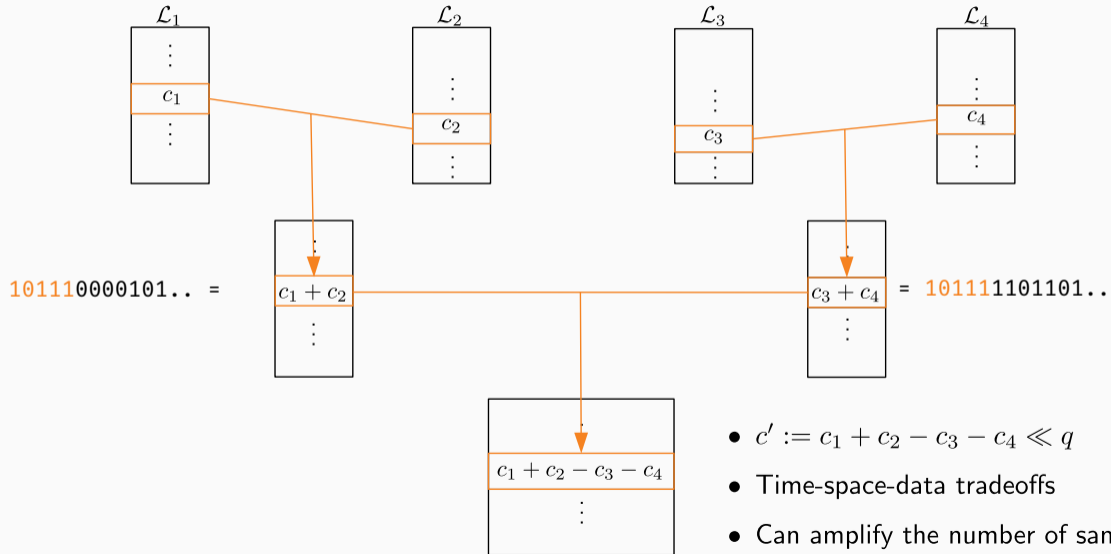 ℒ₁ ℒ₂ ℒ₃ ℒ₄
⋮ ⋮ ⋮ ⋮
c₁ c₂ c₃ c₄
⋮ ⋮ ⋮ ⋮
101110000101.. = c₁ + c₂ c₃ + c₄ = 101111101101..
⋮ ⋮
c₁ + c₂ − c₃ − c₄
⋮
• c′ := c₁ + c₂ − c₃ − c₄ ≪ q
• Time-space-data tradeoffs
• Can amplify the number of